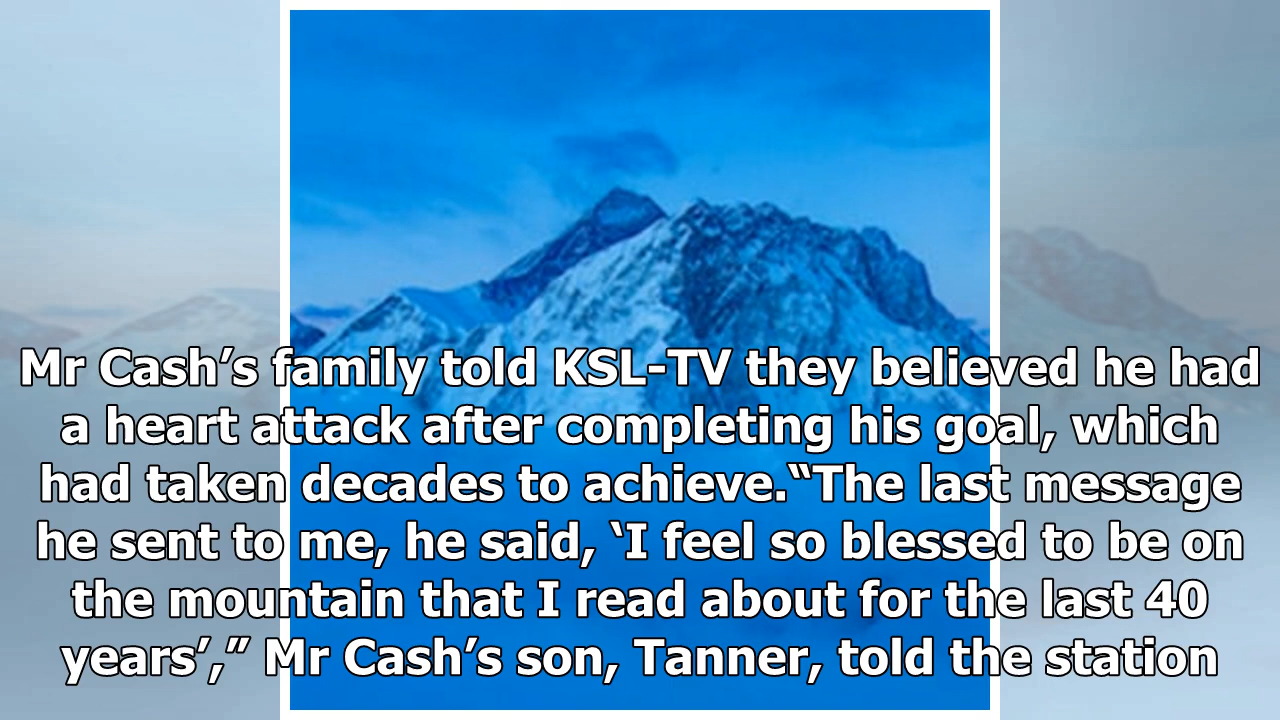 Mr Cash’s family told KSL-TV they believed he had
a heart attack after completing his goal, which
had taken decades to achieve.“The last message
he sent to me, he said, ‘I feel so blessed to be on
the mountain that I read about for the last 40
years’,” Mr Cash’s son, Tanner, told the station